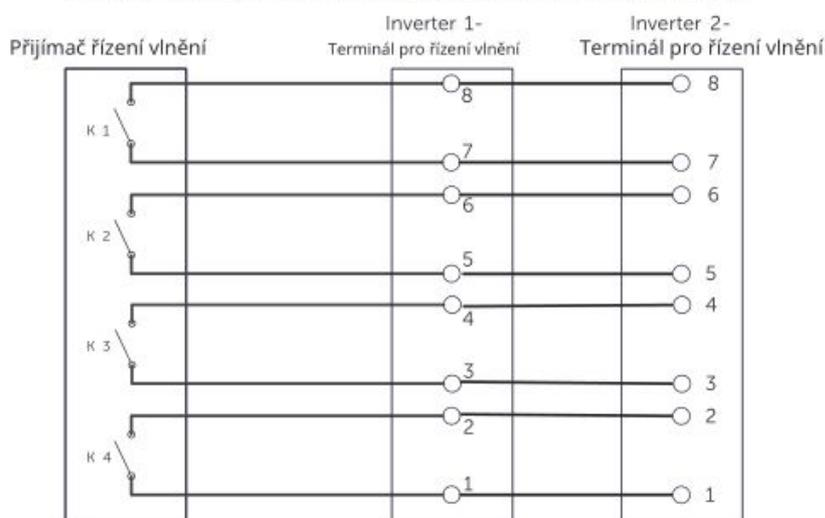 Inverter 1-
Inverter 2-
Přijímač řízení vlnění
Terminál pro řízení vlnění
Terminál pro řízení vlnění
8
8
K 1
7
7
6
6
K 2
5
5
4
4
K 3
3
3
2
2
K 4
1
1